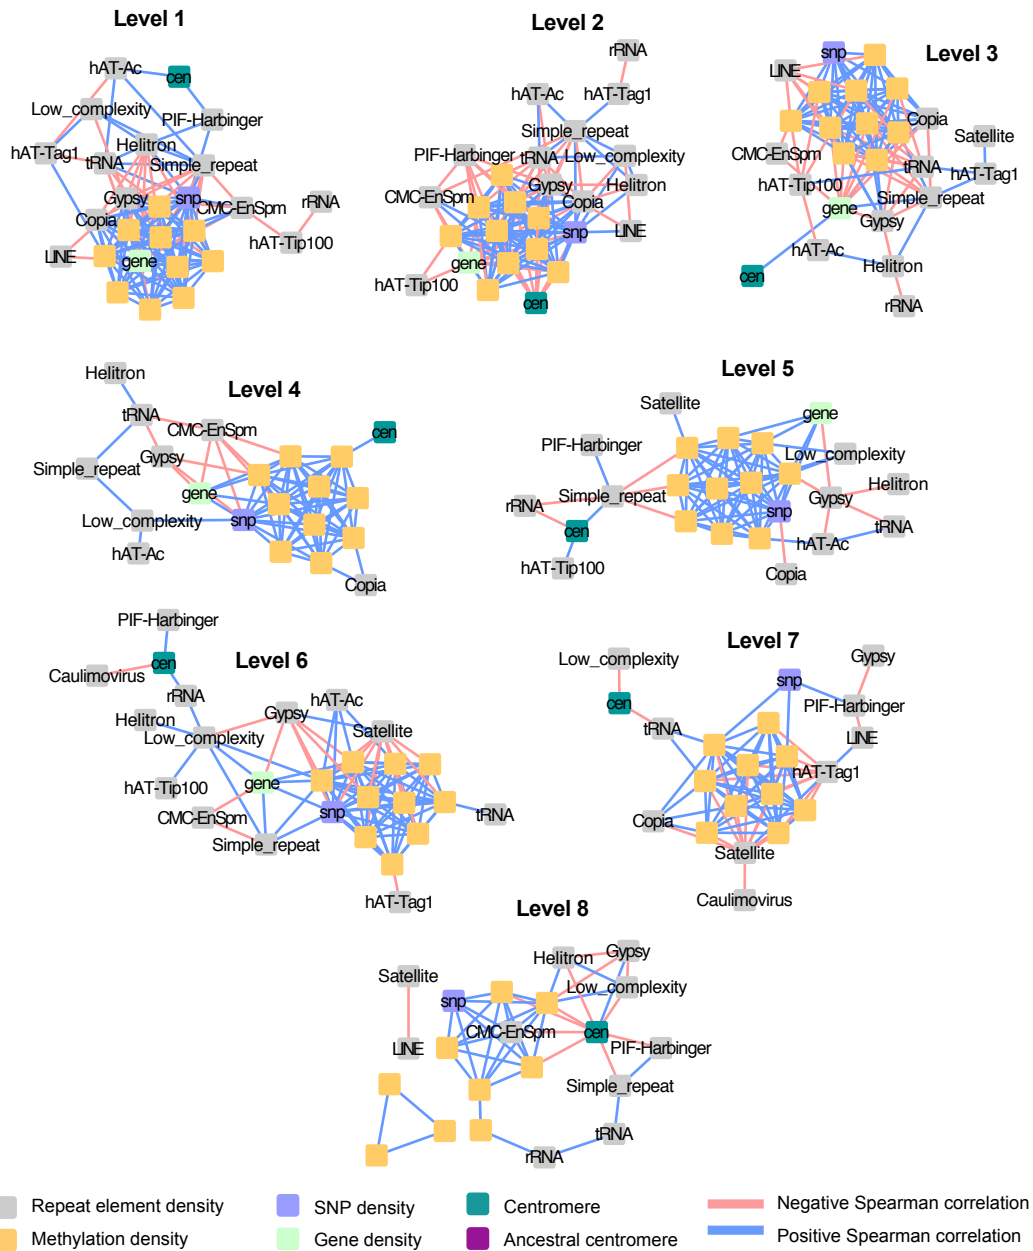 Level 1
hAT-Ac
cen
Low_complexity
PIF-Harbinger
hAT-Tag1
Helitron
tRNA
Simple_repeat
Gypsy
snp
CMC-EnSpm
rRNA
Copia
LINE
gene
hAT-Tip100
Level 2
rRNA
hAT-Ac
hAT-Tag1
Simple_repeat
PIF-Harbinger
tRNA
Low_complexity
Gypsy
Helitron
CMC-EnSpm
Copia
snp
LINE
gene
hAT-Tip100
cen
Level 3
snp
LINE
Copia
Satellite
CMC-EnSpm
tRNA
hAT-Tag1
hAT-Tip100
Simple_repeat
gene
Gypsy
hAT-Ac
cen
Helitron
rRNA
Level 4
Helitron
tRNA
CMC-EnSpm
cen
Gypsy
Simple_repeat
gene
Low_complexity
snp
hAT-Ac
Copia
Level 5
Satellite
gene
PIF-Harbinger
Low_complexity
Helitron
Simple_repeat
Gypsy
rRNA
snp
tRNA
cen
hAT-Ac
hAT-Tip100
Copia
Level 6
PIF-Harbinger
cen
Caulimovirus
rRNA
hAT-Ac
Helitron
Gypsy
Satellite
Low_complexity
hAT-Tip100
gene
CMC-EnSpm
snp
tRNA
Simple_repeat
hAT-Tag1
Level 7
Low_complexity
Gypsy
snp
cen
PIF-Harbinger
tRNA
LINE
hAT-Tag1
Copia
Satellite
Caulimovirus
Level 8
Helitron
Gypsy
Satellite
Low_complexity
snp
CMC-EnSpm
cen
LINE
PIF-Harbinger
Simple_repeat
tRNA
rRNA
Repeat element density
SNP density
Centromere
Negative Spearman correlation
Methylation density
Gene density
Ancestral centromere
Positive Spearman correlation